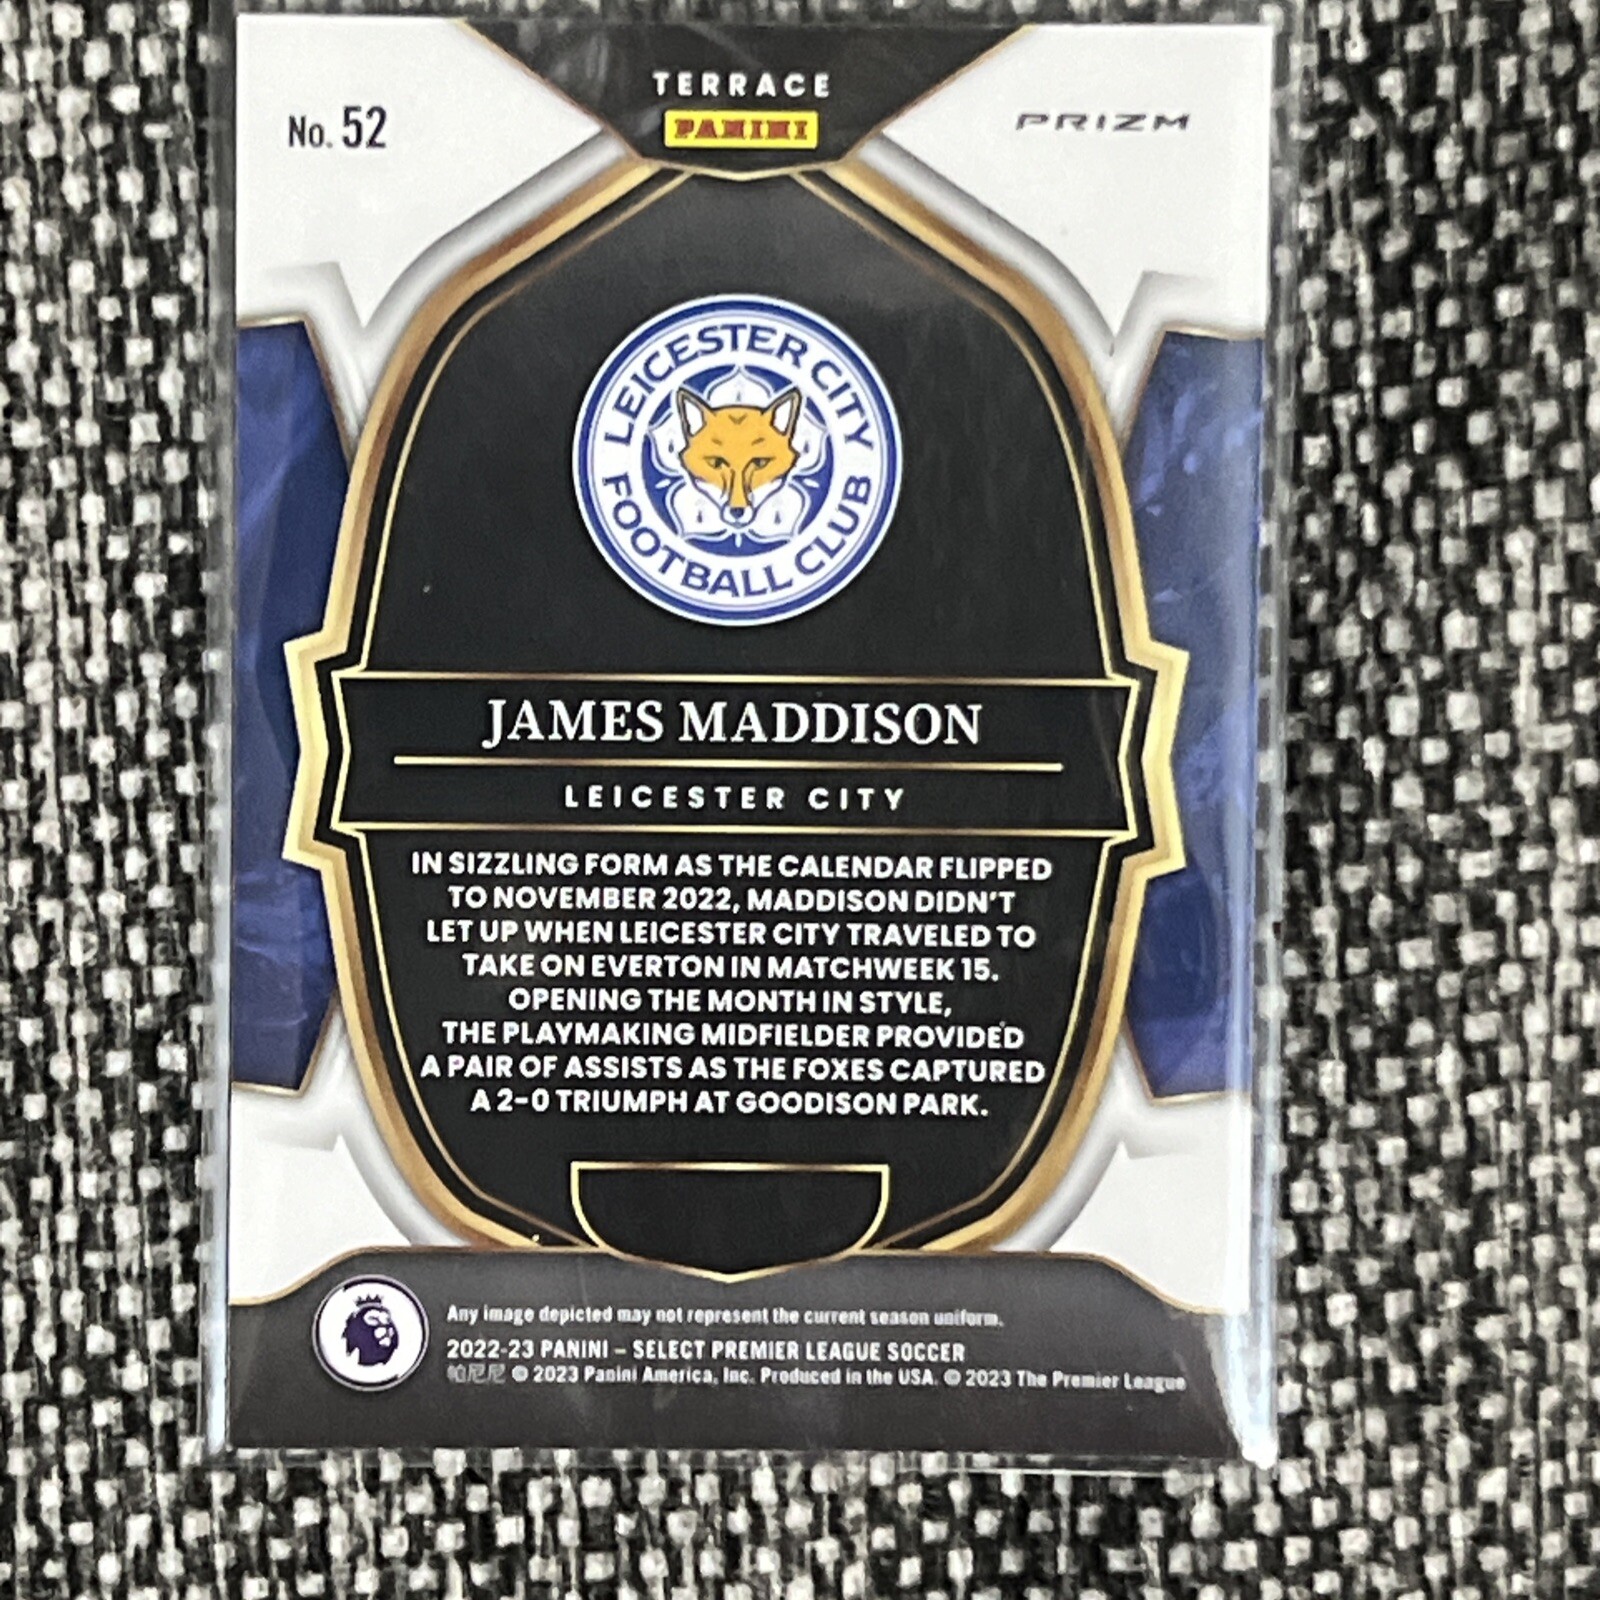 TERRACE
PANINI
No. 52
PRIZM
LEICESTER CITY
FOOTBALL CLUB
JAMES MADDISON
LEICESTER CITY
IN SIZZLING FORM AS THE CALENDAR FLIPPED
TO NOVEMBER 2022, MADDISON DIDN'T
LET UP WHEN LEICESTER CITY TRAVELED TO
TAKE ON EVERTON IN MATCHWEEK 15.
OPENING THE MONTH IN STYLE,
THE PLAYMAKING MIDFIELDER PROVIDED
A PAIR OF ASSISTS AS THE FOXES CAPTURED
A 2-0 TRIUMPH AT GOODISON PARK.
Any image depicted may not represent the current season uniform.
2022-23 PANINI – SELECT PREMIER LEAGUE SOCCER
帕尼尼 © 2023 Panini America, Inc. Produced in the USA. © 2023 The Premier League